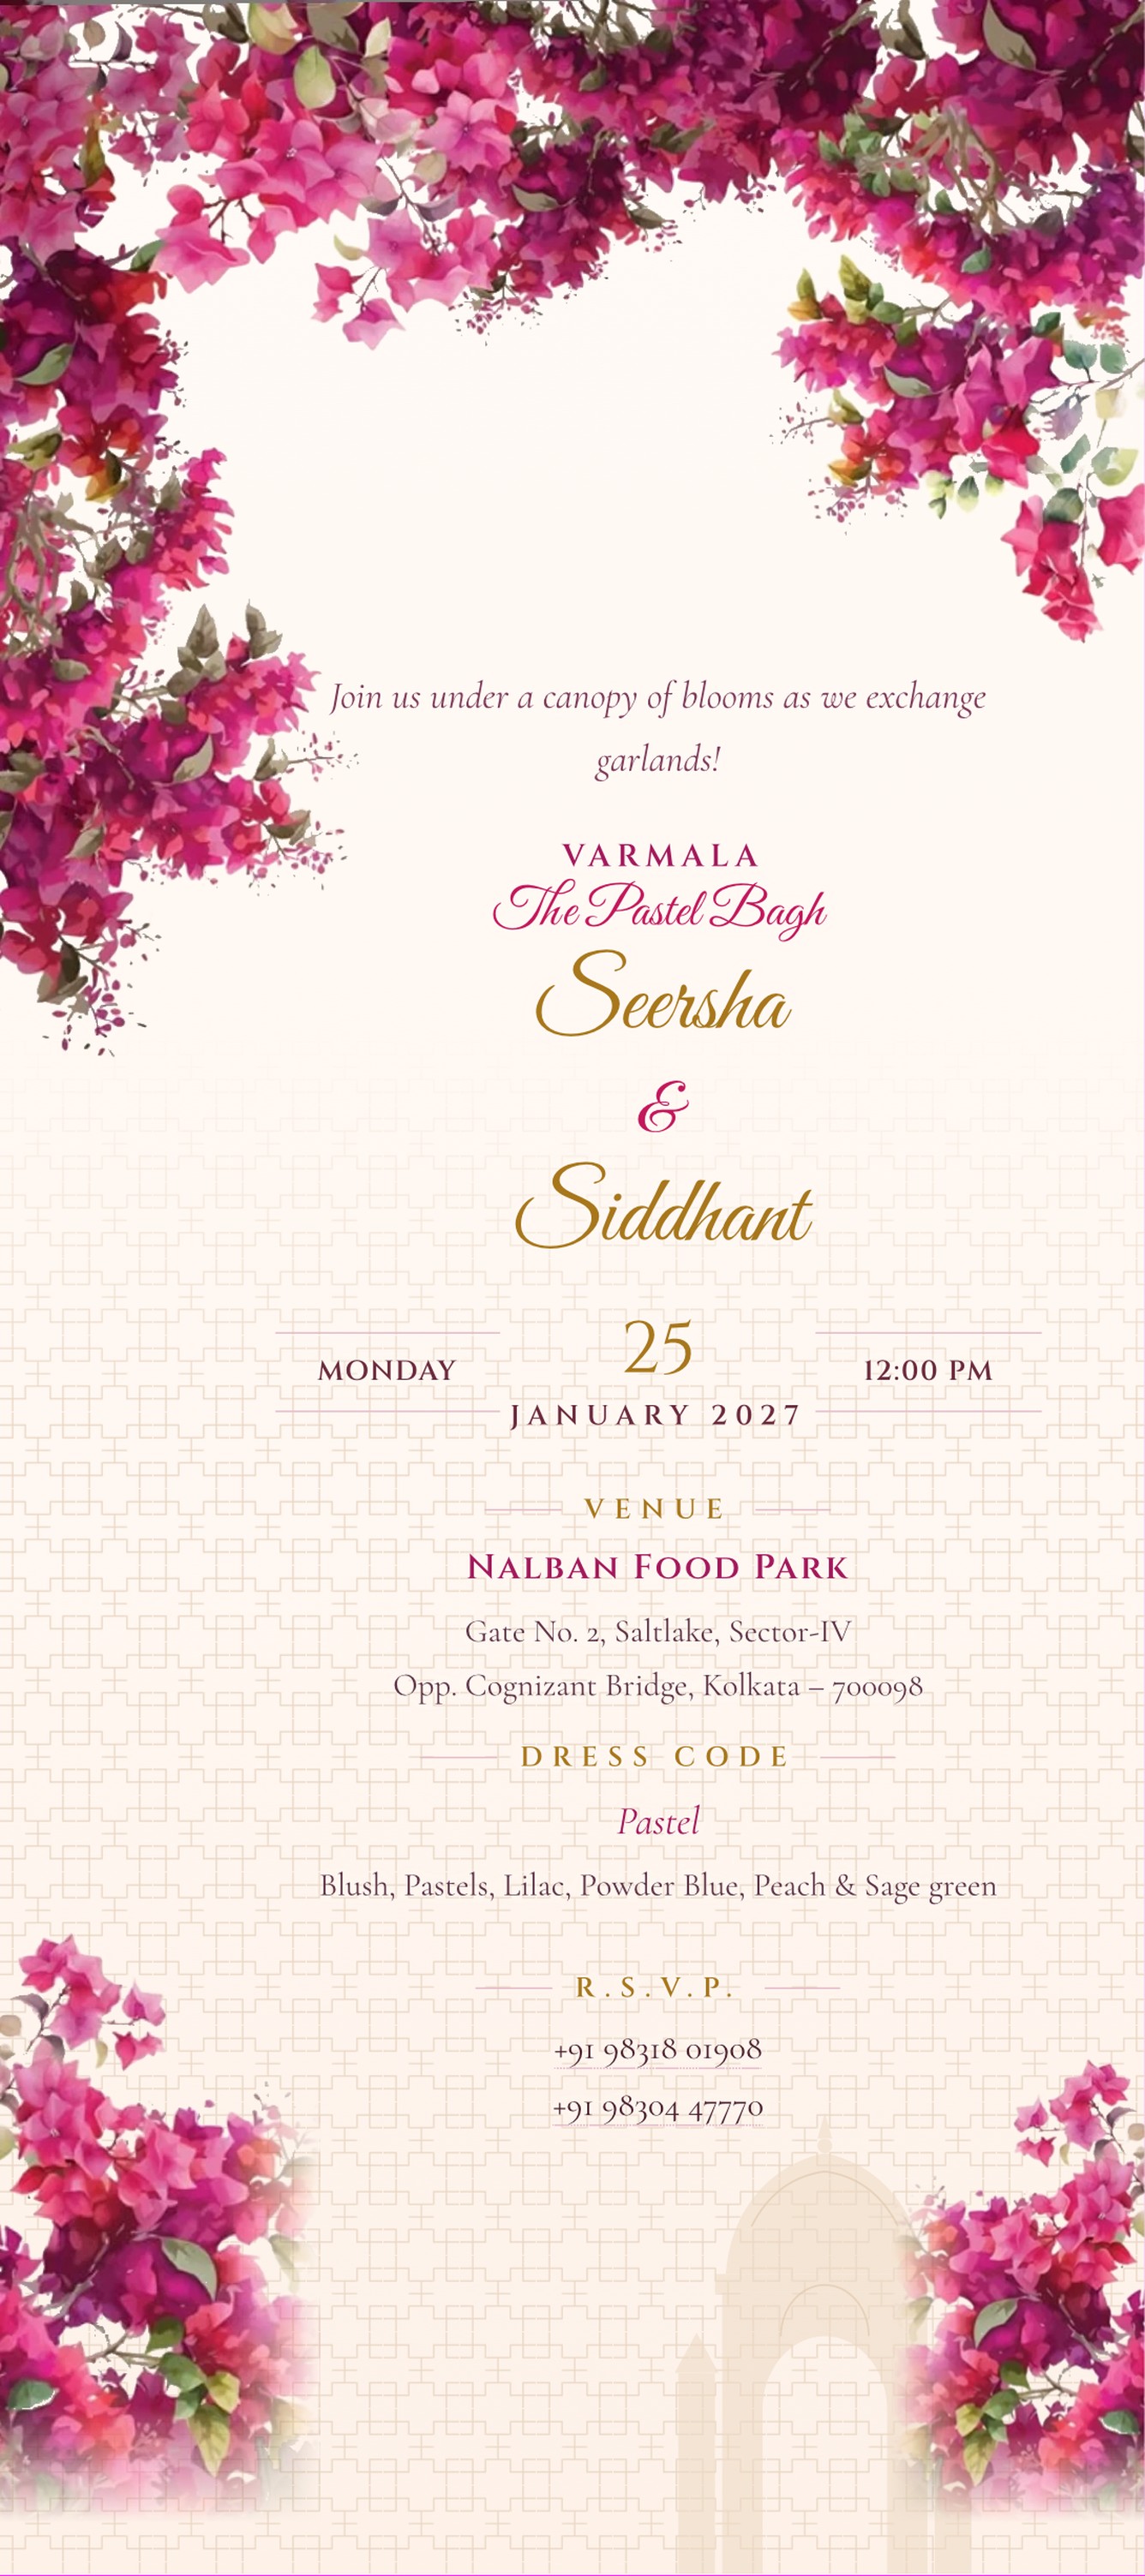 Join us under a canopy of blooms as we exchange
garlands!
VARMALA
The Pastel Bagh
Seersha
&
Siddhant
MONDAY
25
12:00 PM
JANUARY 2027
VENUE
Nalban Food Park
Gate No. 2, Saltlake, Sector-IV
Opp. Cognizant Bridge, Kolkata – 700098
DRESS CODE
Pastel
Blush, Pastels, Lilac, Powder Blue, Peach & Sage green
R.S.V.P.
+91 98318 01908
+91 98304 47770